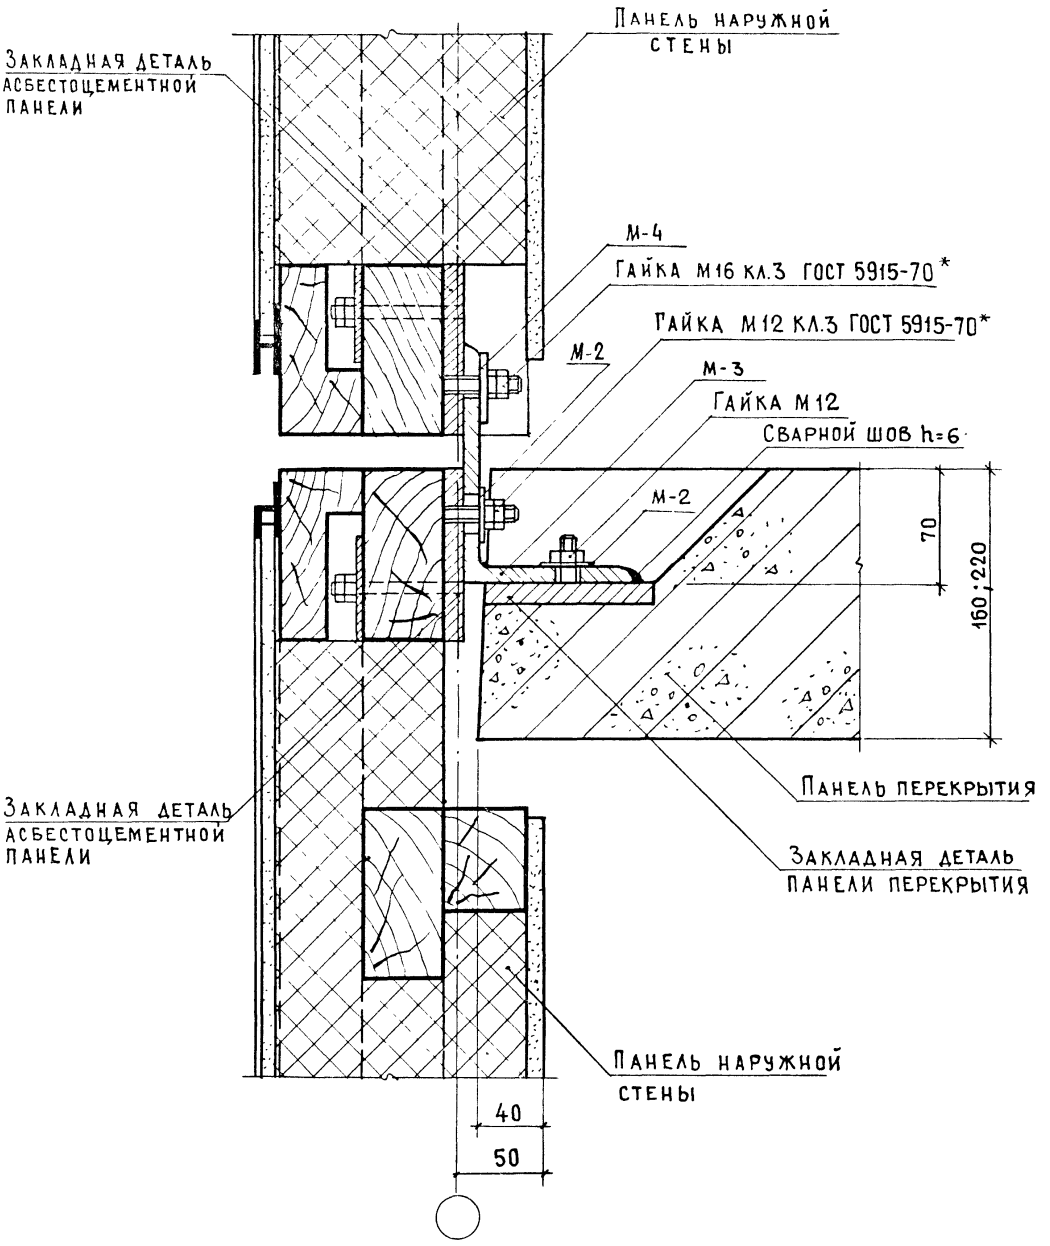 Панель наружной
стены
Закладная деталь
асбестоцементной
панели
М-4
Гайка М16 кл.3 ГОСТ 5915-70*
Гайка М12 кл.3 ГОСТ 5915-70*
М-2
М-3
Гайка М12
Сварной шов h=6
М-2
70
160; 220
Панель перекрытия
Закладная деталь
асбестоцементной
панели
Закладная деталь
панели перекрытия
Панель наружной
стены
40
50